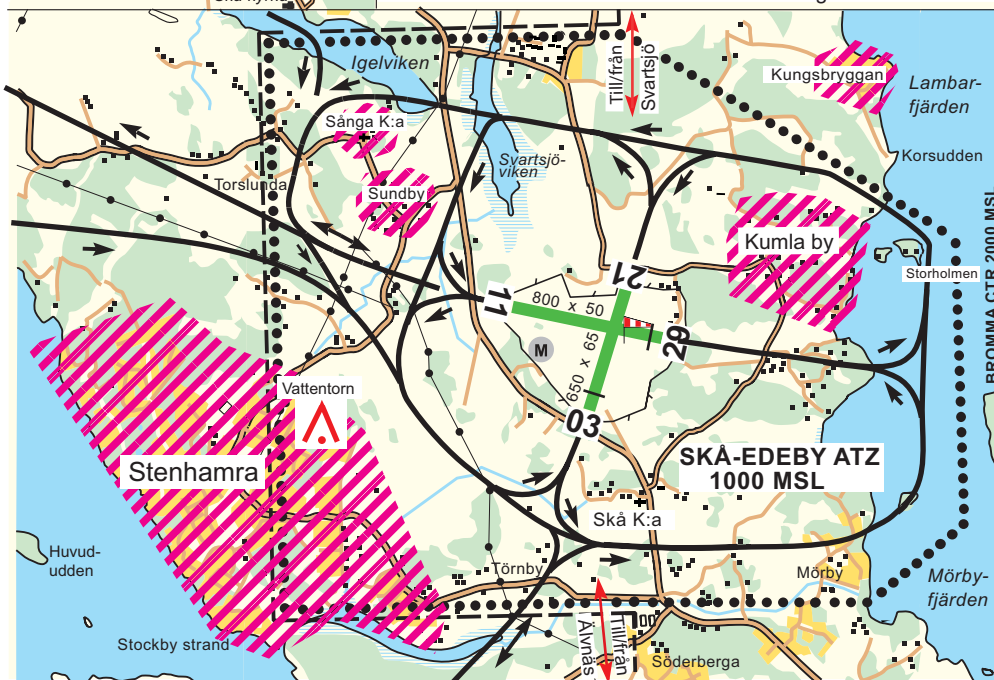 Igelviken
Till/från
Svartsjö
Kungsbryggan
Lambar-
fjärden
Sånga K:a
Korsudden
Svartsjö-
viken
Torslunda
Sundby
Kumla by
BROMMA CTR 2000 MSL
Storholmen
21
11
800 x 50
29
M
650 x 65
03
Vattentorn
SKÅ-EDEBY ATZ
1000 MSL
Stenhamra
Skå K:a
Huvud-
udden
Törnby
Mörby
Mörby-
fjärden
Till/från
Älvnäs
Stockby strand
Söderberga